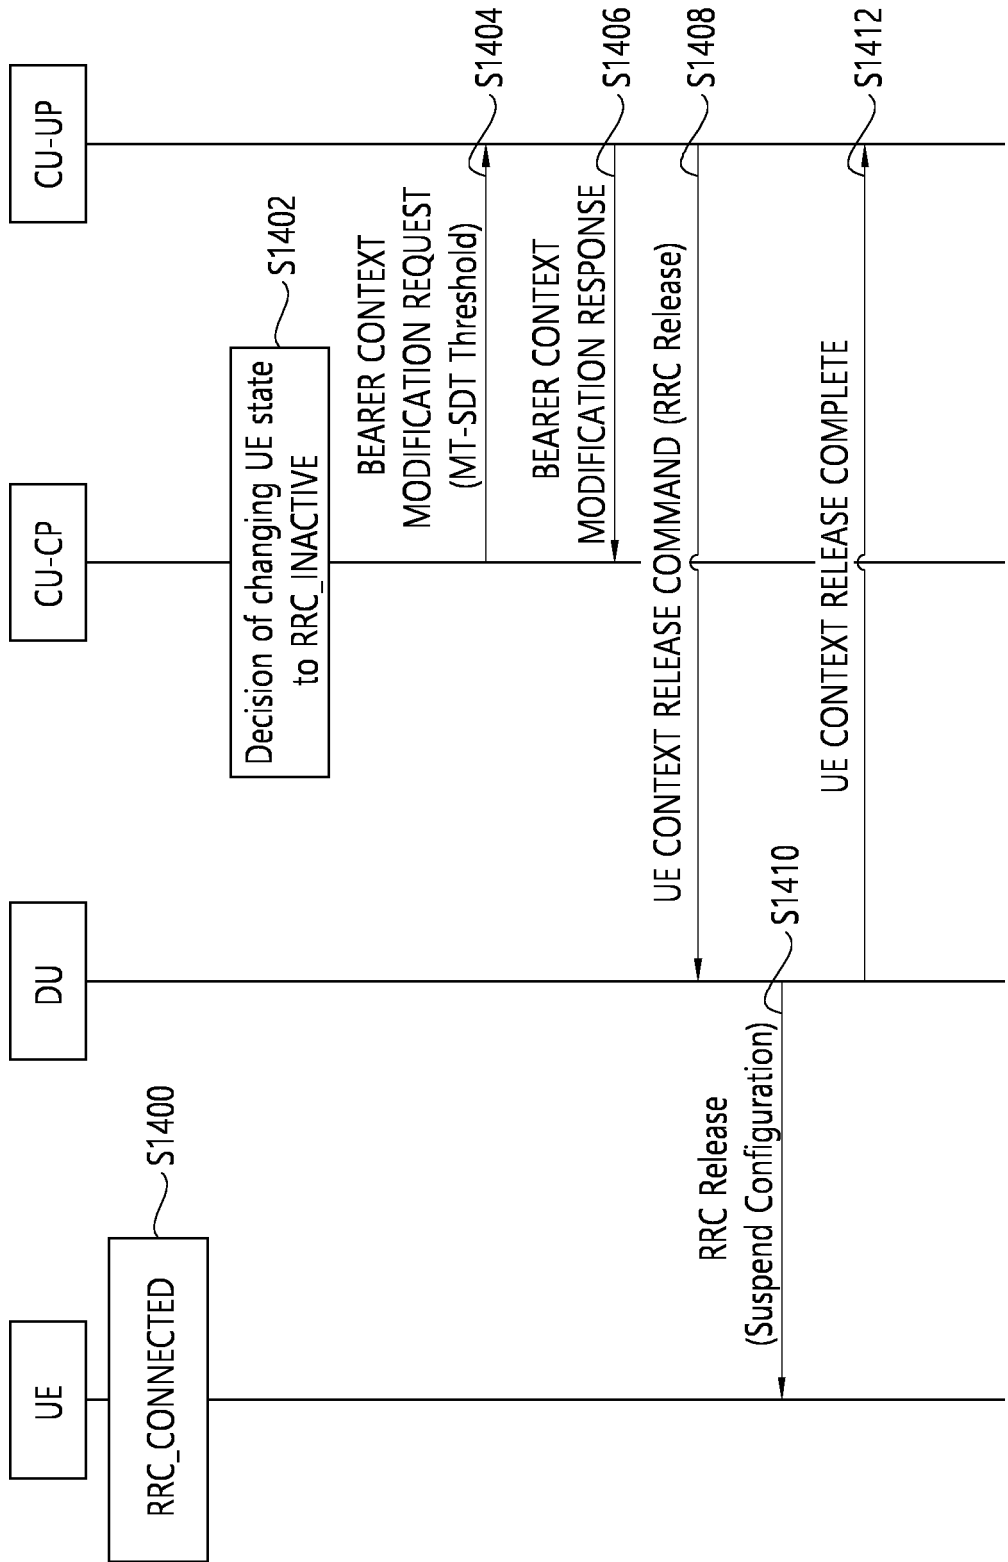 UE
DU
CU-CP
CU-UP
RRC_CONNECTED
S1400
Decision of changing UE state
to RRC_INACTIVE
S1402
BEARER CONTEXT
MODIFICATION REQUEST
(MT-SDT Threshold)
S1404
BEARER CONTEXT
MODIFICATION RESPONSE
S1406
UE CONTEXT RELEASE COMMAND (RRC Release)
S1408
RRC Release
(Suspend Configuration)
S1410
UE CONTEXT RELEASE COMPLETE
S1412